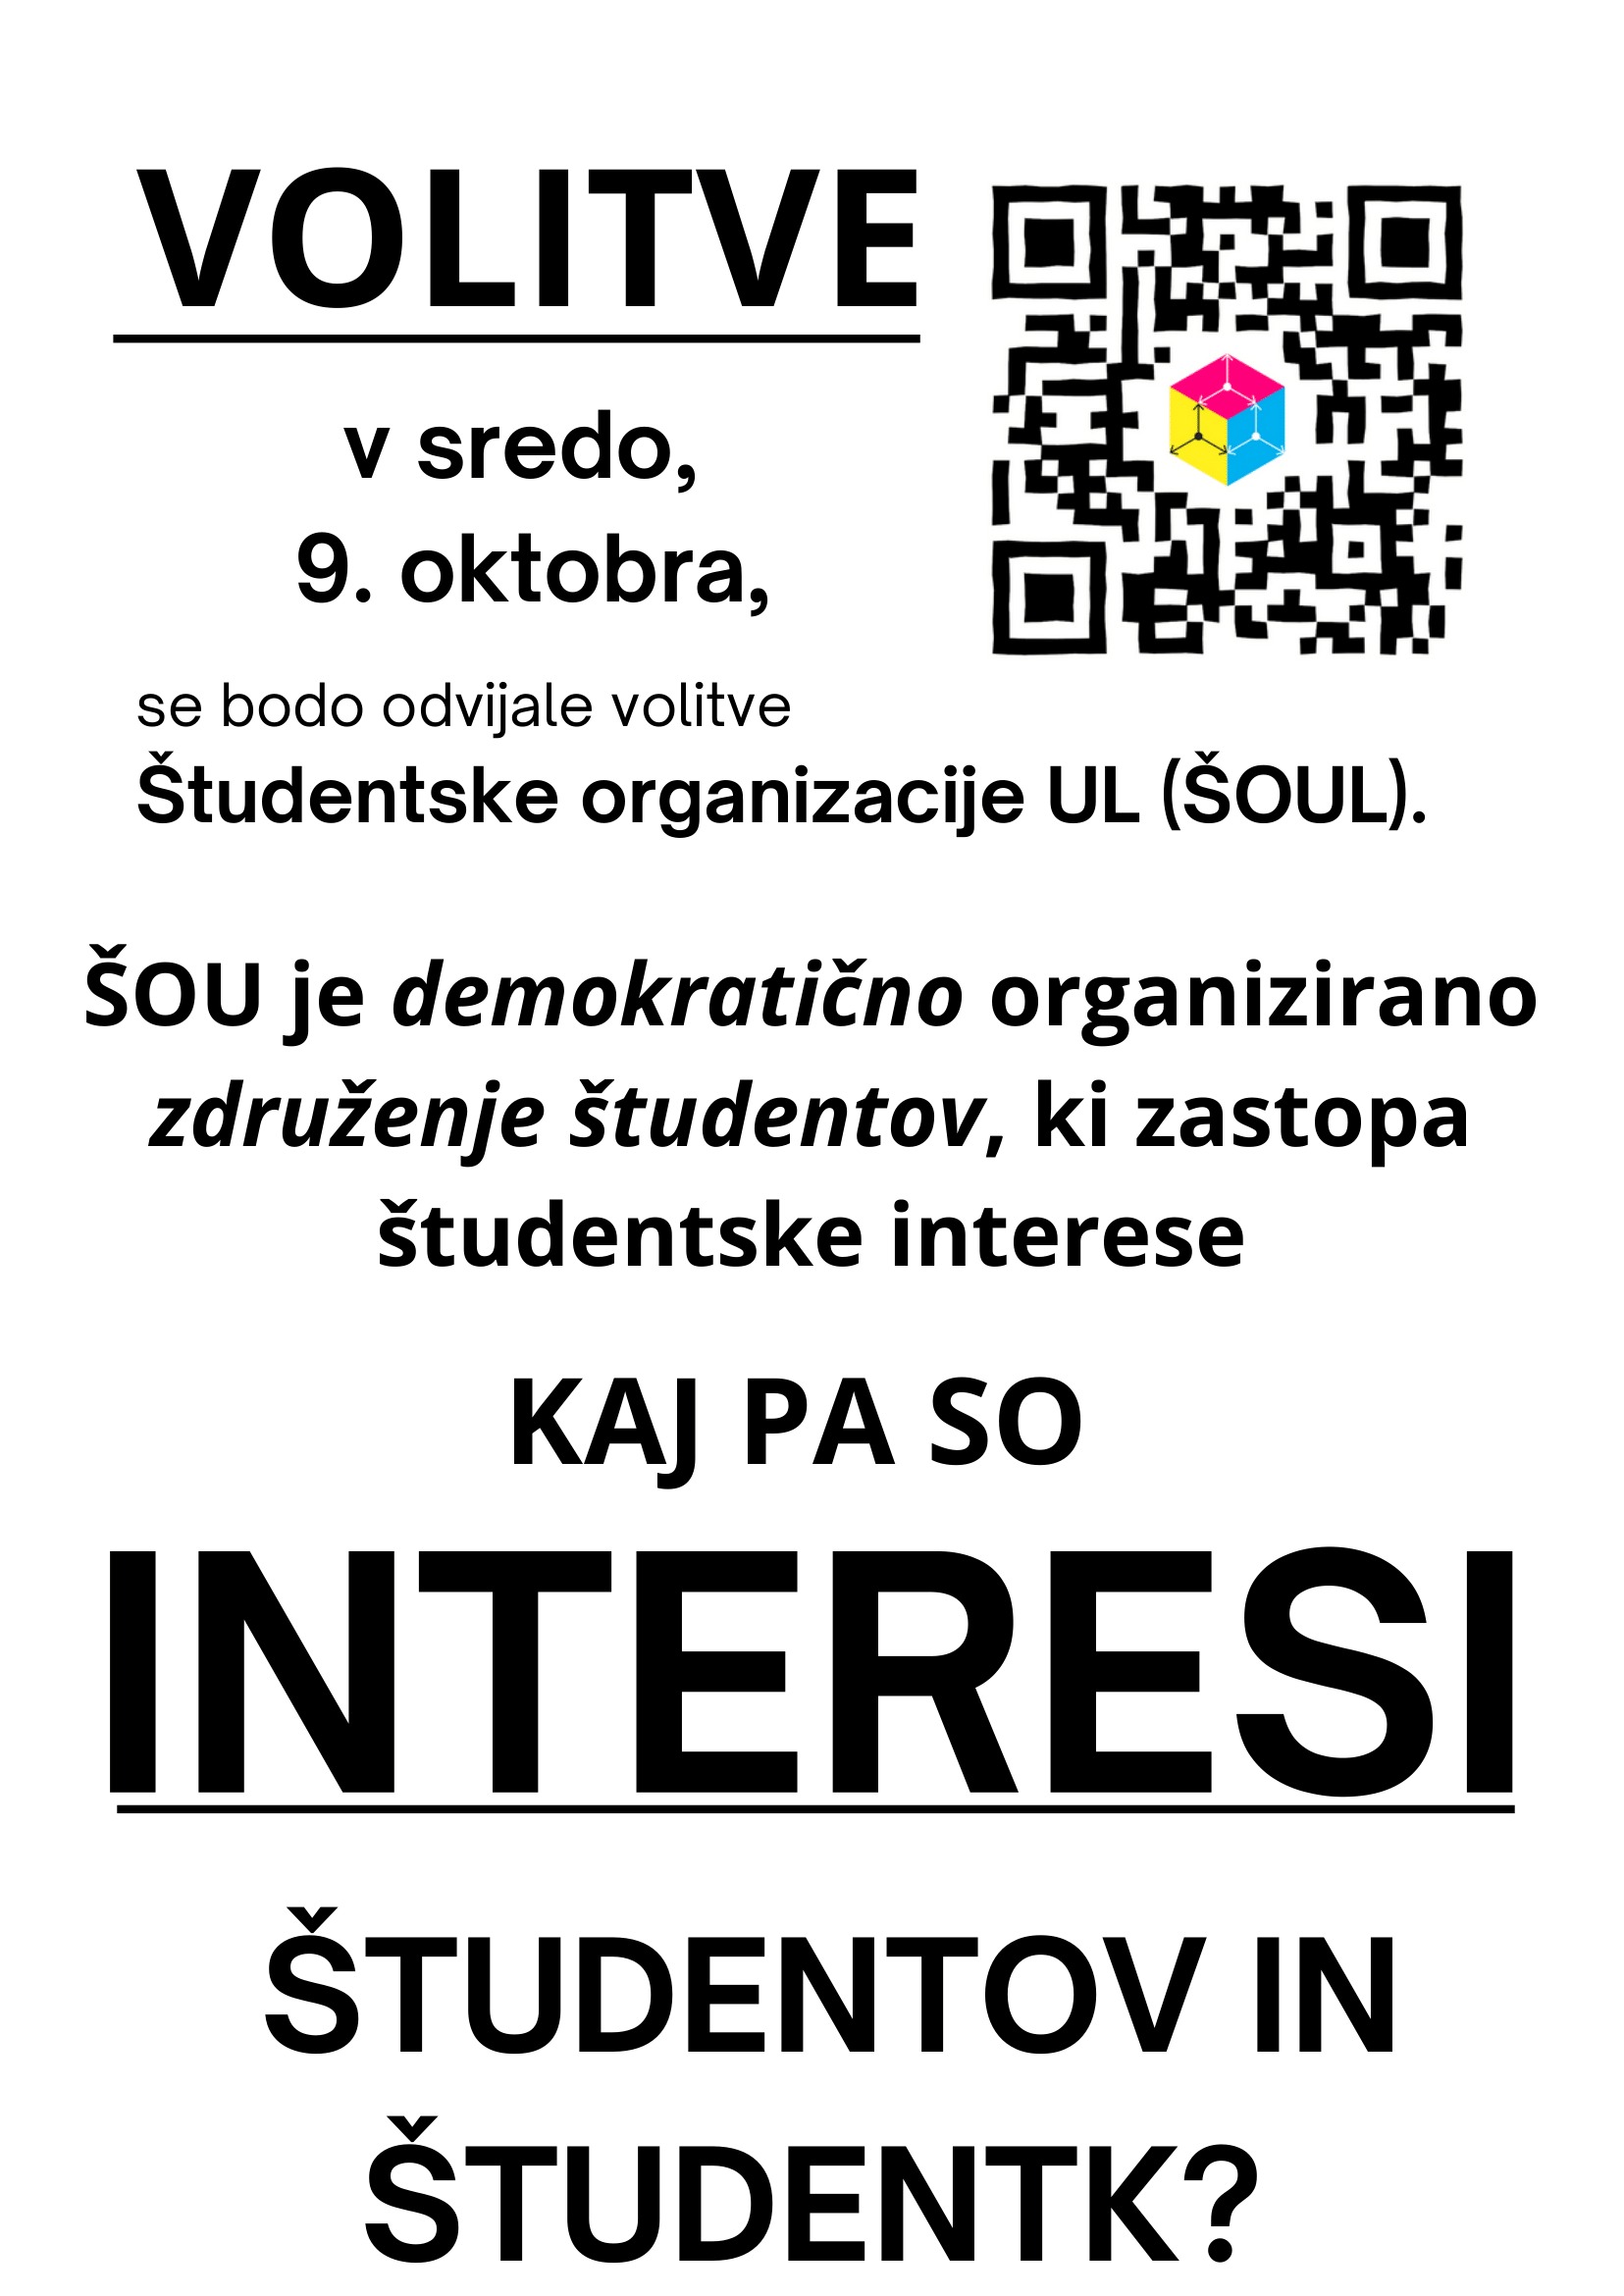 VOLITVE
v sredo,
9. oktobra,
se bodo odvijale volitve
Študentske organizacije UL (ŠOUL).
ŠOU je demokratično organizirano
združenje študentov, ki zastopa
študentske interese
KAJ PA SO
INTERESI
ŠTUDENTOV IN
ŠTUDENTK?